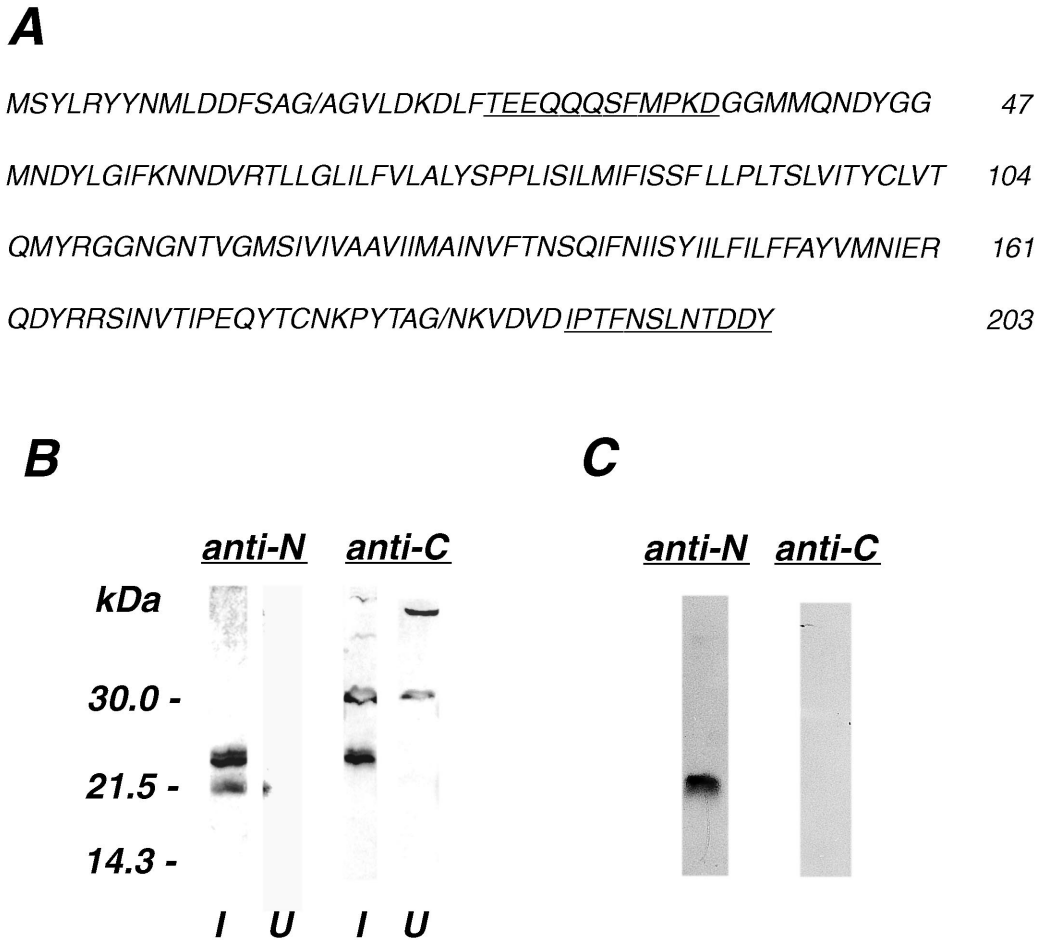 A
MSYLRYYNMLDDFSAG/AGVLDKDLFTEEQQQSFMPKDGGMMQNDYGG 47
MNDYLGIFKNNDVRTLLGLILFVLALYSPPLISILMIFISSFLLPLTSLVITYCLVT 104
QMYRGGNGNTVGMSIVIVAAVIIMAINVFTNSQIFNIISYIILFILFFAYVMNIER 161
QDYRRSINVTIPEQYTCNKPYTAG/NKVDVDIPTFNSLNTDDY 203
B
C
anti-N anti-C
anti-N anti-C
kDa
30.0 -
21.5 -
14.3 -
I U I U